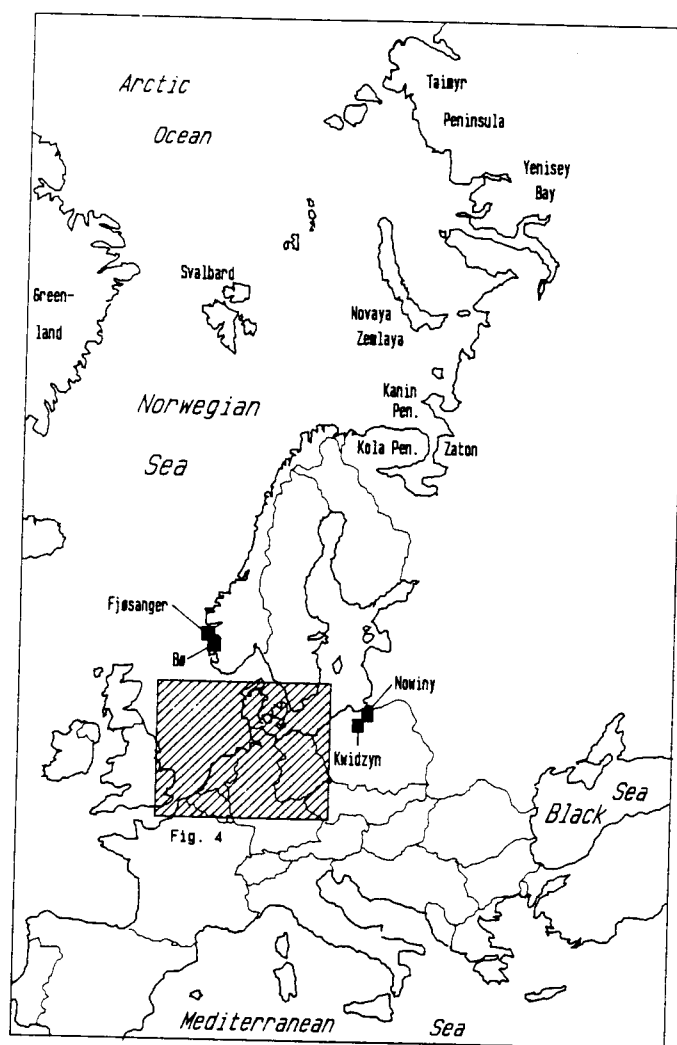 Arctic
Ocean
Taimyr
Peninsula
Yenisey
Bay
Svalbard
Green-
land
Novaya
Zemlaya
Kanin
Pen.
Norwegian
Sea
Kola Pen.
Zaton
Fjøsanger
Bø
Nowiny
Kwidzyn
Fig. 4
Black Sea
Mediterranean Sea